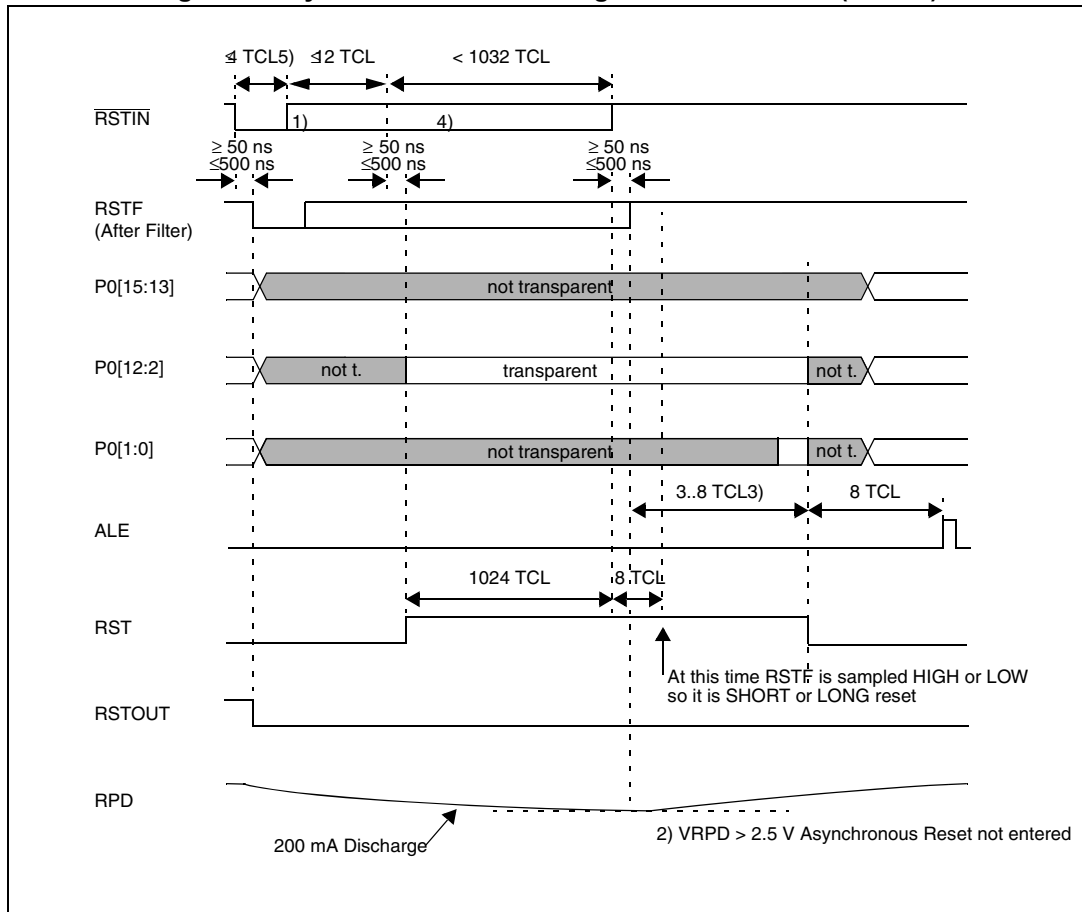 ≤4 TCL5) ≤12 TCL < 1032 TCL
RSTIN
1) 4)
≥ 50 ns ≥ 50 ns ≥ 50 ns
≤500 ns ≤500 ns ≤500 ns
RSTF
(After Filter)
P0[15:13] not transparent
P0[12:2] not t. transparent not t.
P0[1:0] not transparent not t.
3..8 TCL3) 8 TCL
ALE
1024 TCL 8 TCL
RST
At this time RSTF is sampled HIGH or LOW
so it is SHORT or LONG reset
RSTOUT
RPD
200 mA Discharge
2) VRPD > 2.5 V Asynchronous Reset not entered